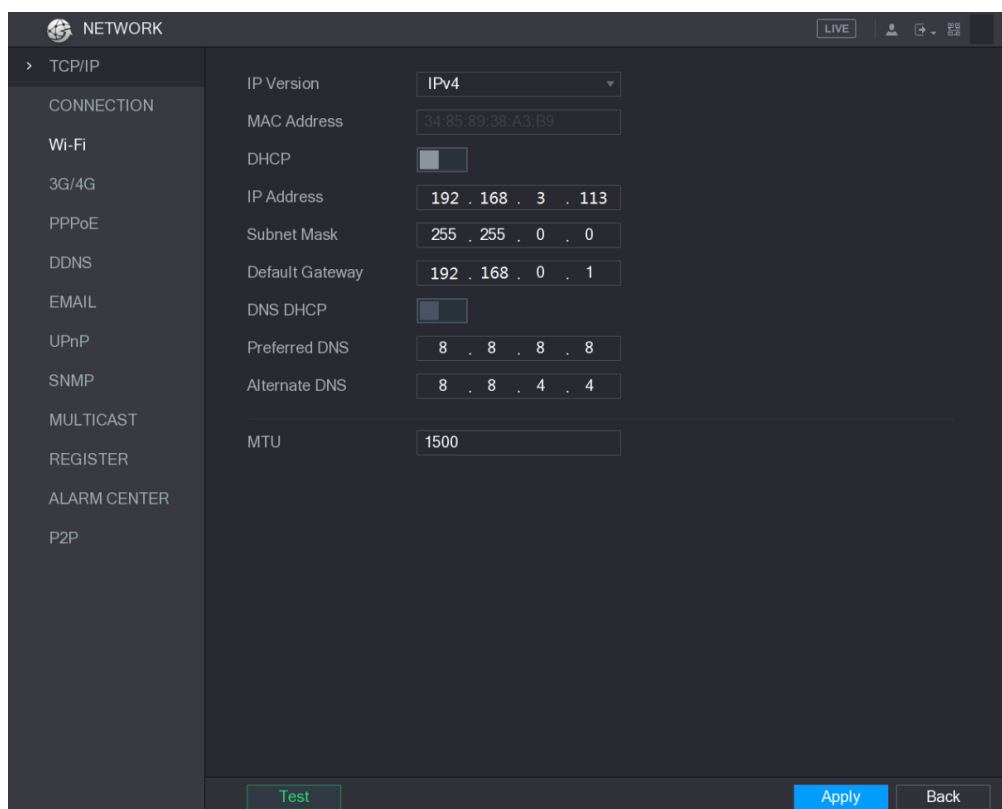 NETWORK
LIVE
TCP/IP
CONNECTION
Wi-Fi
3G/4G
PPPoE
DDNS
EMAIL
UPnP
SNMP
MULTICAST
REGISTER
ALARM CENTER
P2P
IP Version IPv4
MAC Address 34:85:89:38:A3:B9
DHCP
IP Address 192 . 168 . 3 . 113
Subnet Mask 255 . 255 . 0 . 0
Default Gateway 192 . 168 . 0 . 1
DNS DHCP
Preferred DNS 8 . 8 . 8 . 8
Alternate DNS 8 . 8 . 4 . 4
MTU 1500
Test
Apply
Back